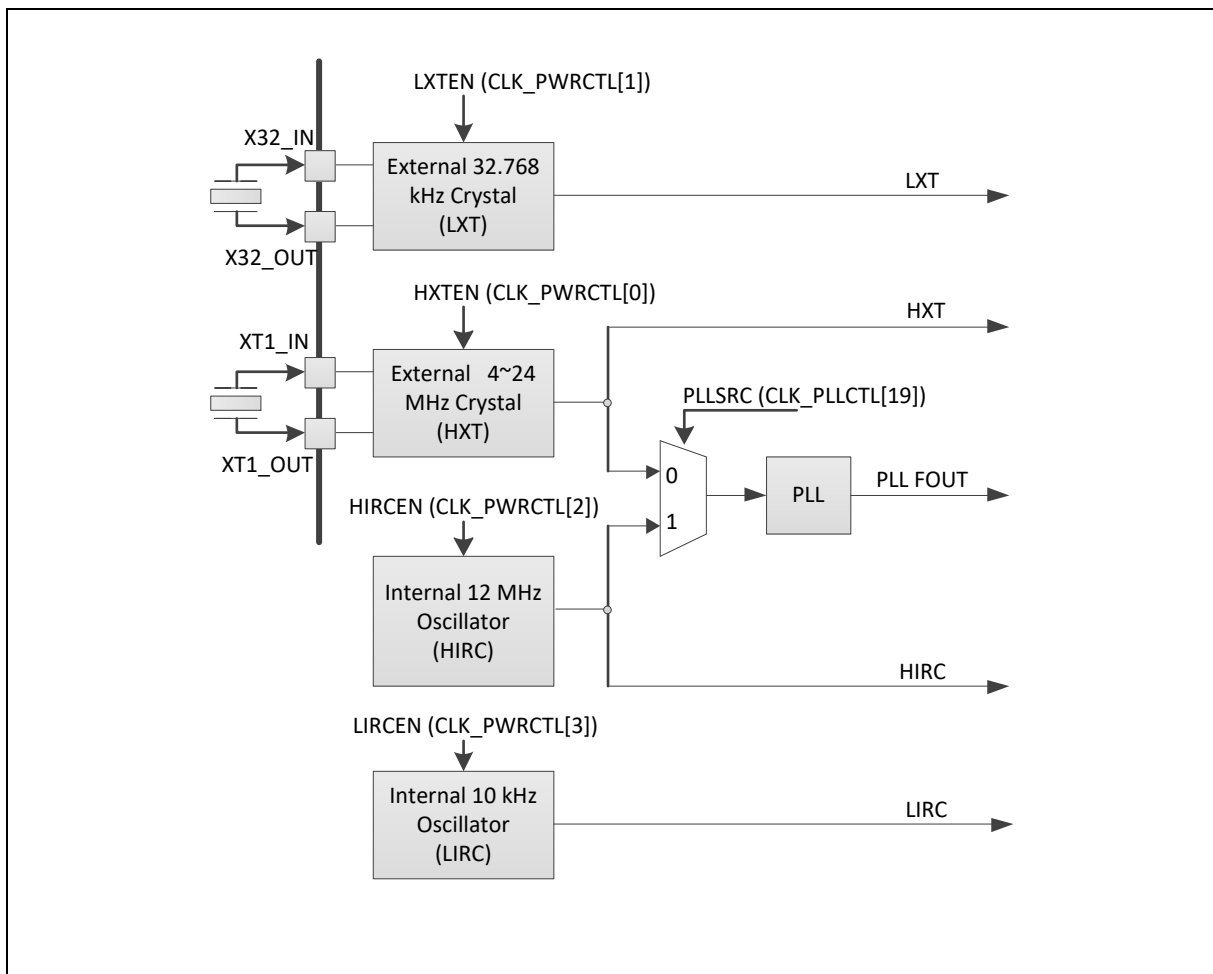 LXTEN (CLK_PWRCTL[1])
X32_IN
External 32.768
kHz Crystal
(LXT)
LXT
X32_OUT
HXTEN (CLK_PWRCTL[0])
HXT
XT1_IN
External 4~24
MHz Crystal
(HXT)
PLLSRC (CLK_PLLCTL[19])
XT1_OUT
0
PLL
PLL FOUT
HIRCEN (CLK_PWRCTL[2])
1
Internal 12 MHz
Oscillator
(HIRC)
HIRC
LIRCEN (CLK_PWRCTL[3])
Internal 10 kHz
Oscillator
(LIRC)
LIRC